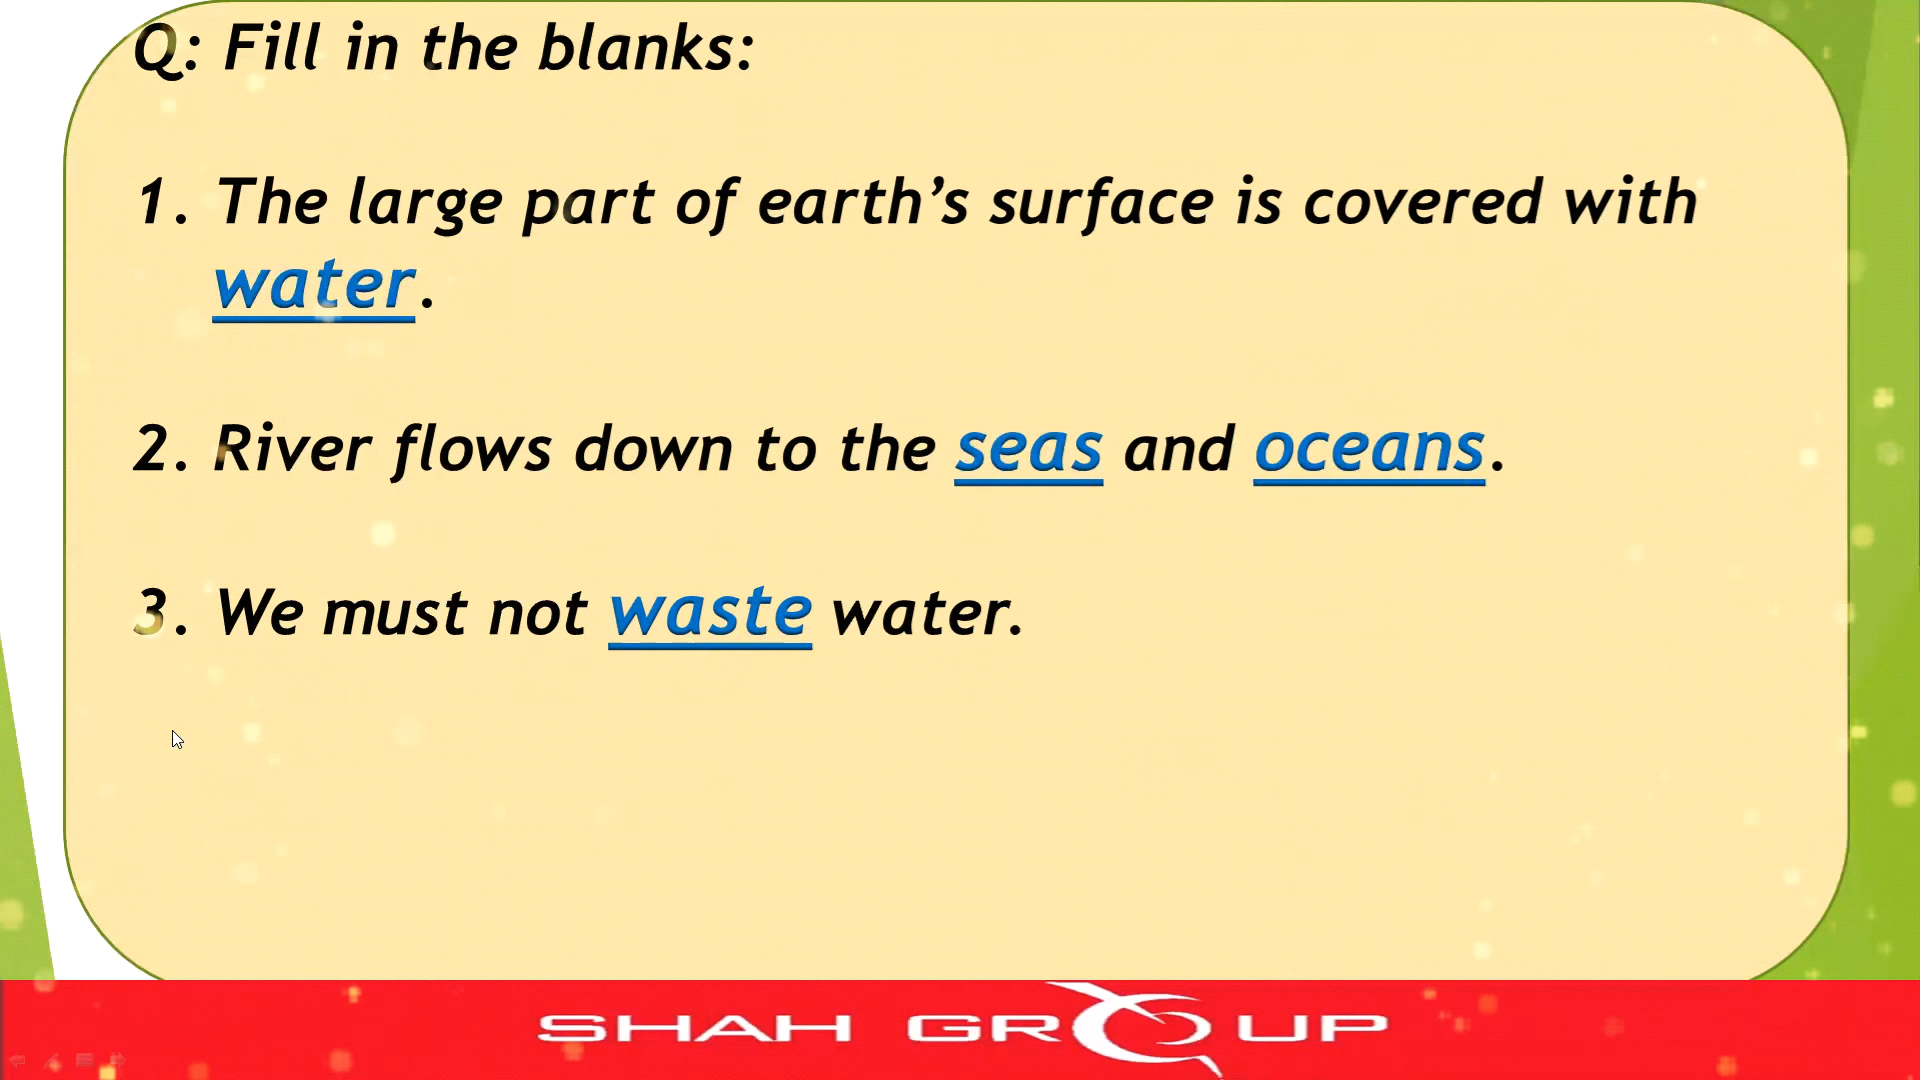 Q: Fill in the blanks:
1. The large part of earth’s surface is covered with
water.
2. River flows down to the seas and oceans.
3. We must not waste water.
SHAH GROUP